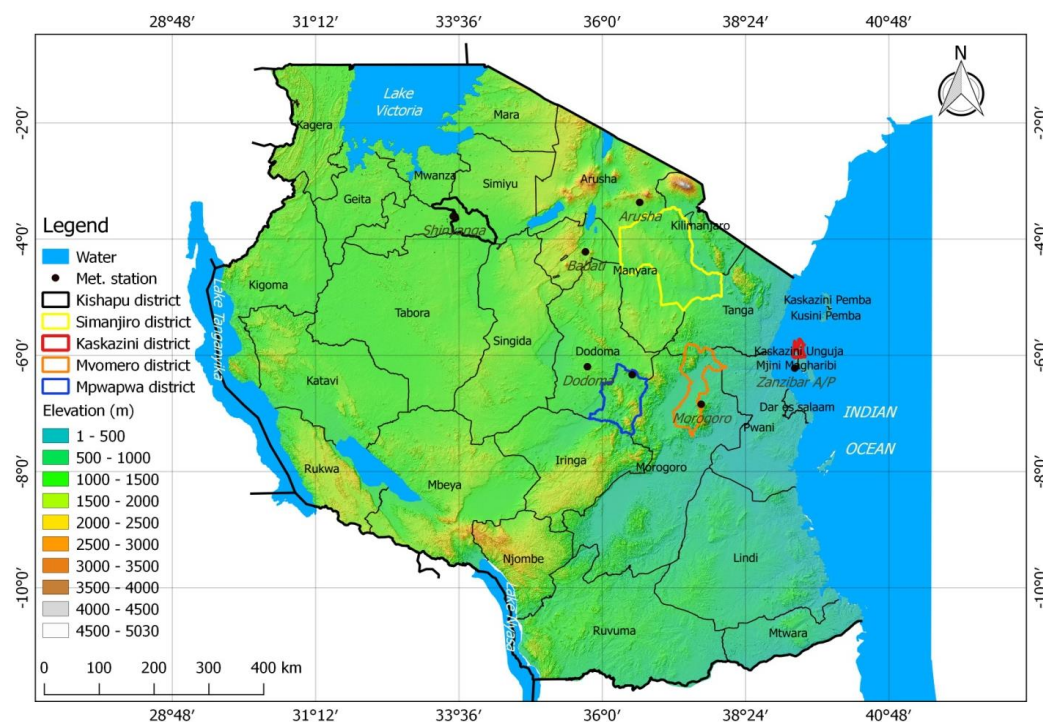 28°48' 31°12' 33°36' 36°0' 38°24' 40°48'
N
Lake
Victoria
-2°0' -2°0'
Kagera
Mara
Mwanza
Simiyu
Arusha
Geita
Arusha
Shinyanga
Kilimanjaro
-4°0' -4°0'
Babati
Manyara
Kigoma
Lake Tanganyika
Tabora
Tanga
Kaskazini Pemba
Kusini Pemba
Singida
Dodoma
Kaskazini Unguja
-6°0' -6°0'
Mjini Magharibi
Dodoma
Zanzibar A/P
Katavi
Dar es salaam
INDIAN
OCEAN
Morogoro
Pwani
Iringa
Morogoro
Rukwa
Mbeya
-8°0' -8°0'
Njombe
Lindi
Lake Nyasa
-10°0' -10°0'
Ruvuma
Mtwara
Legend
Water
Met. station
Kishapu district
Simanjiro district
Kaskazini district
Mvomero district
Mpwapwa district
Elevation (m)
1 - 500
500 - 1000
1000 - 1500
1500 - 2000
2000 - 2500
2500 - 3000
3000 - 3500
3500 - 4000
4000 - 4500
4500 - 5030
0 100 200 300 400 km
28°48' 31°12' 33°36' 36°0' 38°24' 40°48'